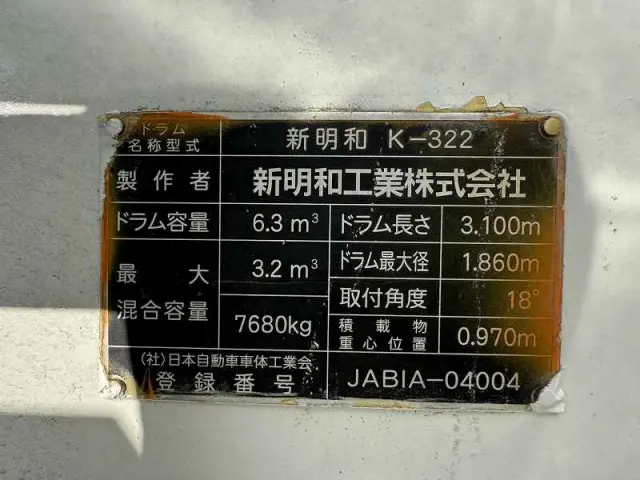 ドラム
名称型式 新明和 K-322
製作者 新明和工業株式会社
ドラム容量 6.3 m³ ドラム長さ 3.100m
最大 3.2 m³ ドラム最大径 1.860m
混合容量 7680kg 取付角度 18°
積載物
重心位置 0.970m
(社)日本自動車車体工業会
登録番号 JABIA-04004